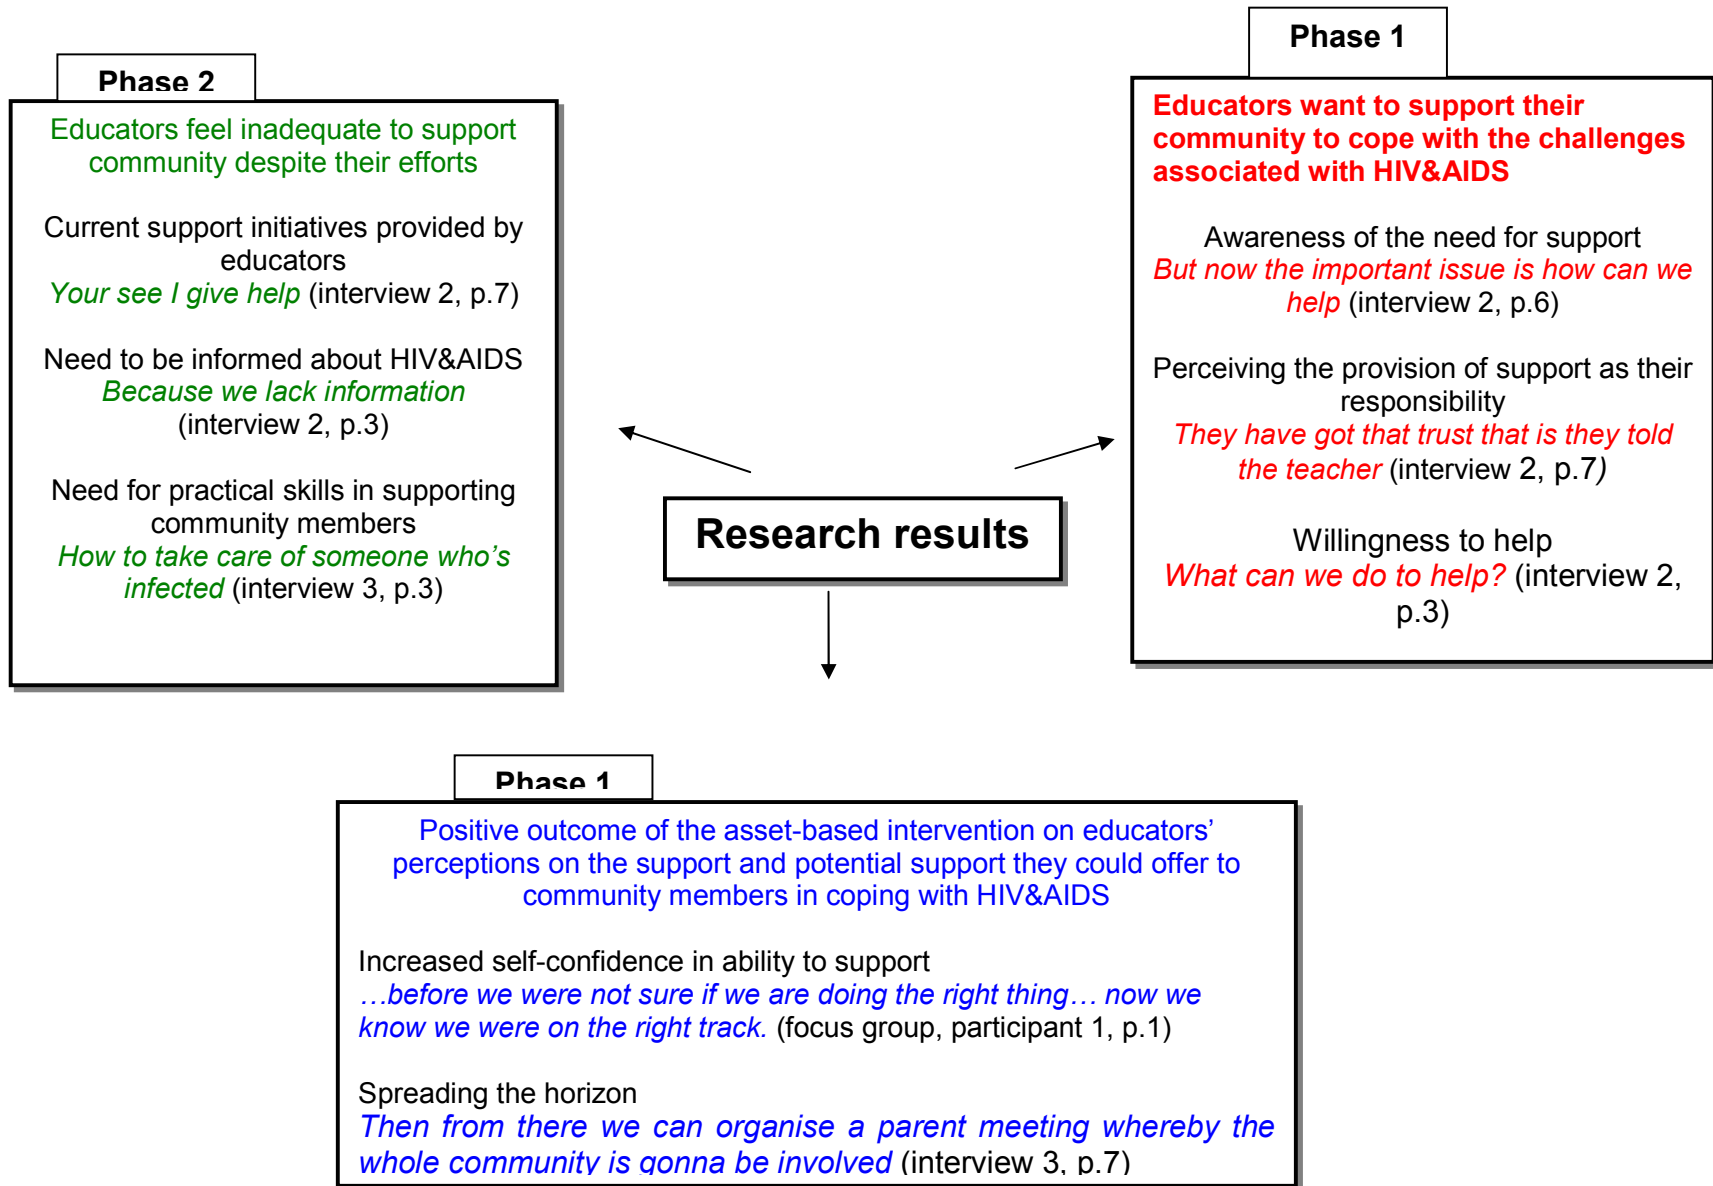 Phase 2
Educators feel inadequate to support
community despite their efforts
Current support initiatives provided by
educators
Your see I give help (interview 2, p.7)
Need to be informed about HIV&AIDS
Because we lack information
(interview 2, p.3)
Need for practical skills in supporting
community members
How to take care of someone who’s
infected (interview 3, p.3)
Phase 1
Educators want to support their
community to cope with the challenges
associated with HIV&AIDS
Awareness of the need for support
But now the important issue is how can we
help (interview 2, p.6)
Perceiving the provision of support as their
responsibility
They have got that trust that is they told
the teacher (interview 2, p.7)
Willingness to help
What can we do to help? (interview 2,
p.3)
Research results
Phase 1
Positive outcome of the asset-based intervention on educators’
perceptions on the support and potential support they could offer to
community members in coping with HIV&AIDS
Increased self-confidence in ability to support
…before we were not sure if we are doing the right thing… now we
know we were on the right track. (focus group, participant 1, p.1)
Spreading the horizon
Then from there we can organise a parent meeting whereby the
whole community is gonna be involved (interview 3, p.7)